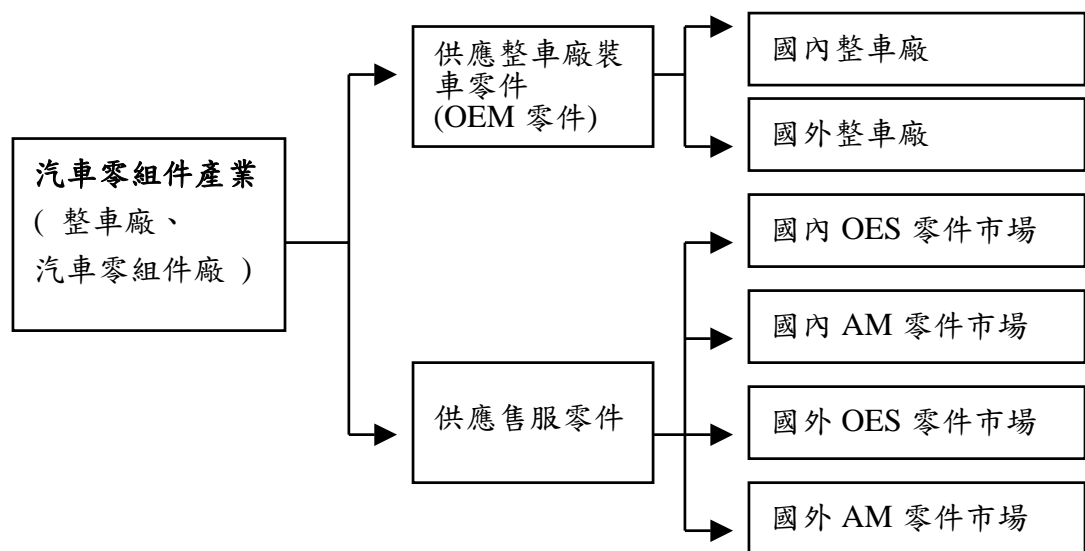 汽車零組件產業
( 整車廠、
汽車零組件廠 )
供應整車廠裝
車零件
(OEM 零件)
國內整車廠
國外整車廠
供應售服零件
國內 OES 零件市場
國內 AM 零件市場
國外 OES 零件市場
國外 AM 零件市場